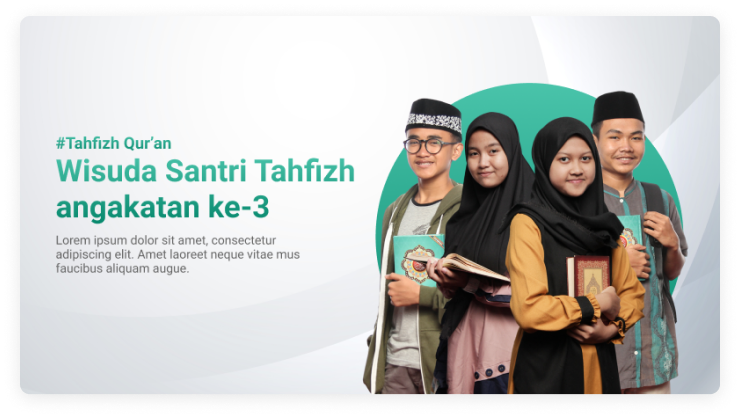 #Tahfizh Qur'an
Wisuda Santri Tahfizh
angakatan ke-3
Lorem ipsum dolor sit amet, consectetur
adipiscing elit. Amet laoreet neque vitae mus
faucibus aliquam augue.